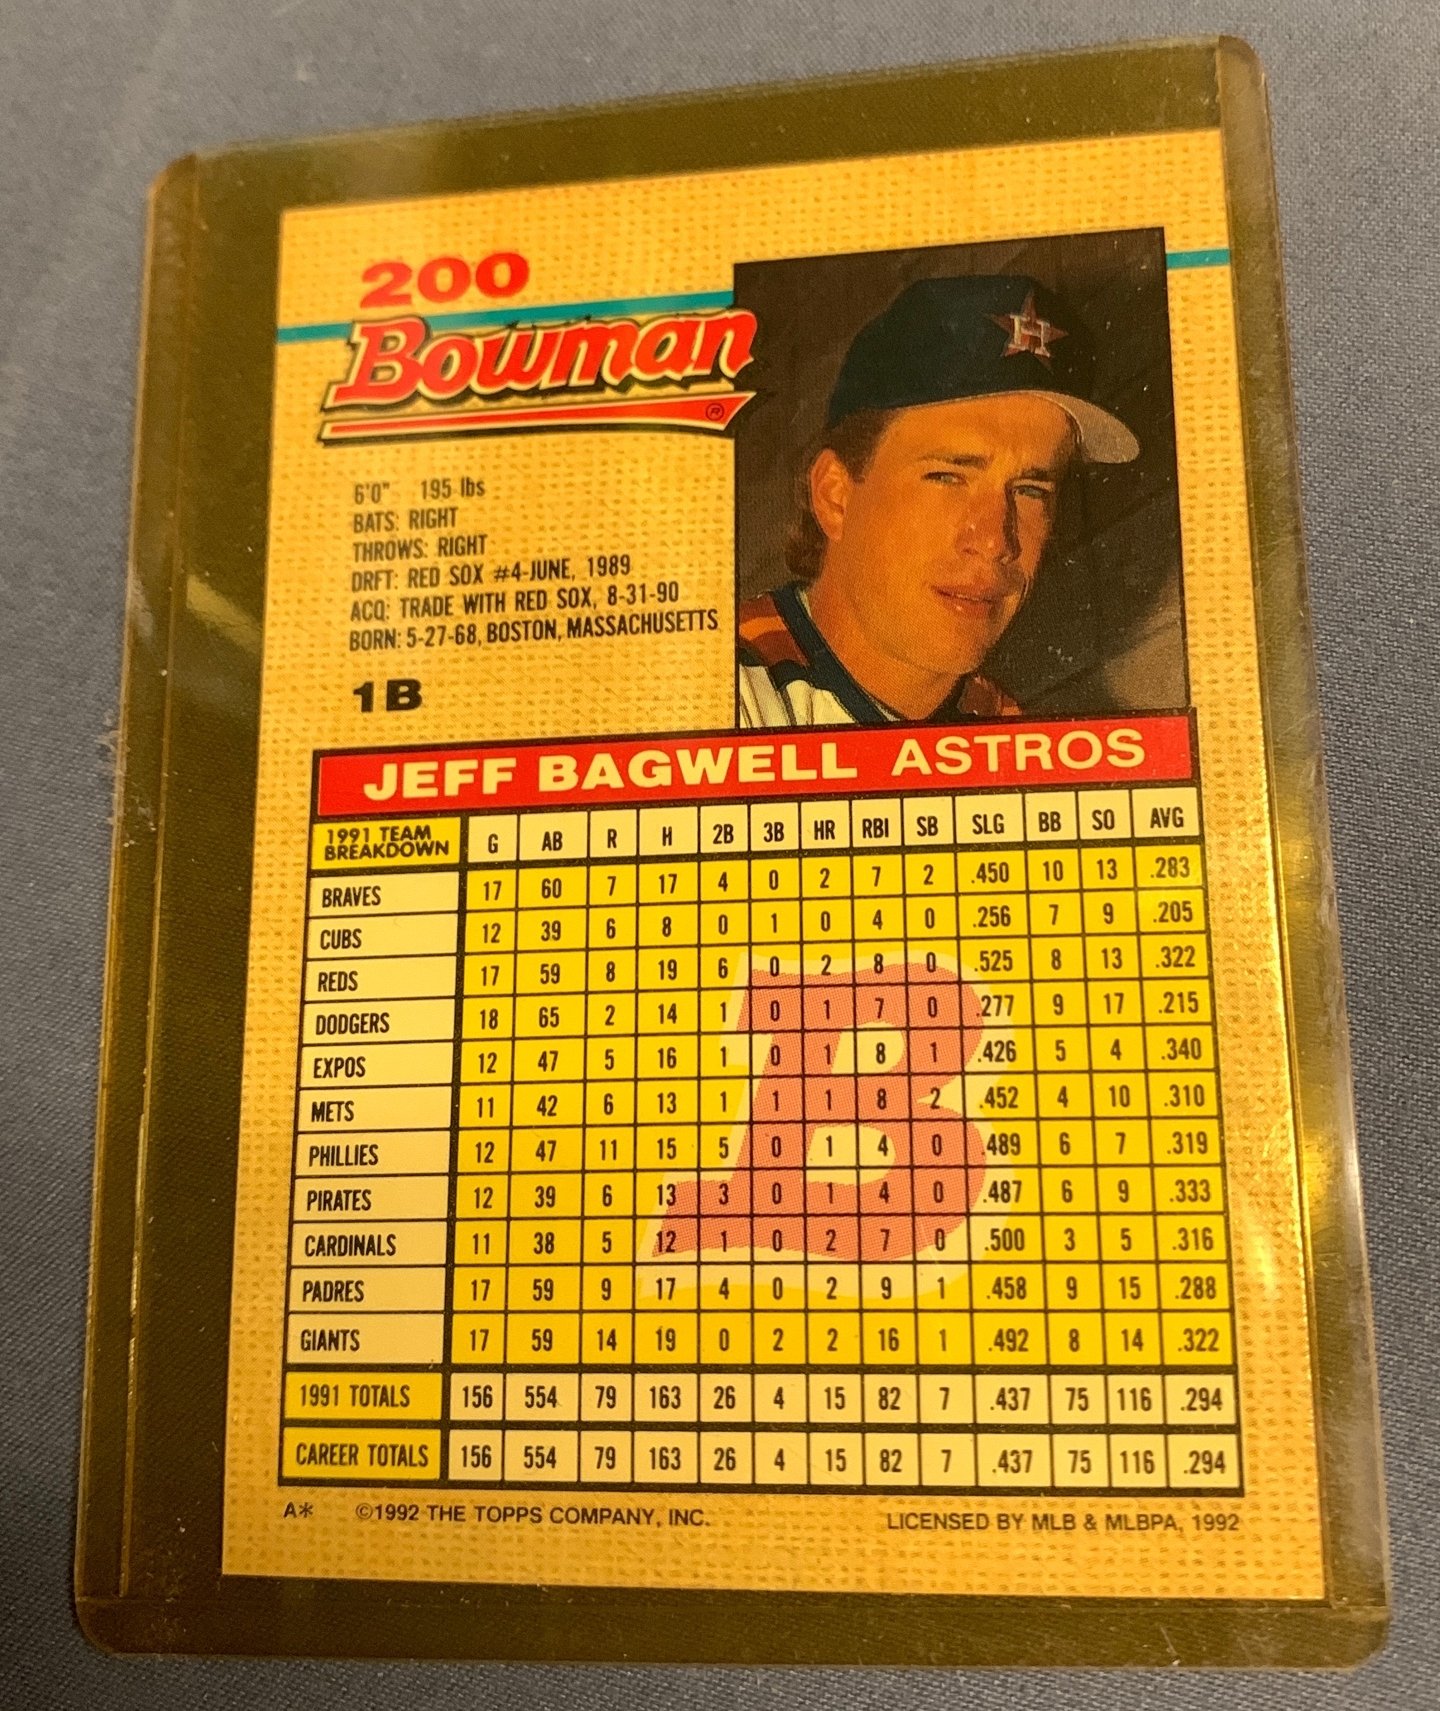 200
Bowman®
6'0" 195 lbs
BATS: RIGHT
THROWS: RIGHT
DRFT: RED SOX #4-JUNE, 1989
ACQ: TRADE WITH RED SOX, 8-31-90
BORN: 5-27-68, BOSTON, MASSACHUSETTS
1B
H
JEFF BAGWELL ASTROS
1991 TEAM BREAKDOWN G AB R H 2B 3B HR RBI SB SLG BB SO AVG
BRAVES 17 60 7 17 4 0 2 7 2 .450 10 13 .283
CUBS 12 39 6 8 0 1 0 4 0 .256 7 9 .205
REDS 17 59 8 19 6 0 2 8 0 .525 8 13 .322
DODGERS 18 65 2 14 1 0 1 7 0 .277 9 17 .215
EXPOS 12 47 5 16 1 0 1 8 1 .426 5 4 .340
METS 11 42 6 13 1 1 1 8 2 .452 4 10 .310
PHILLIES 12 47 11 15 5 0 1 4 0 .489 6 7 .319
PIRATES 12 39 6 13 3 0 1 4 0 .487 6 9 .333
CARDINALS 11 38 5 12 1 0 2 7 0 .500 3 5 .316
PADRES 17 59 9 17 4 0 2 9 1 .458 9 15 .288
GIANTS 17 59 14 19 0 2 2 16 1 .492 8 14 .322
1991 TOTALS 156 554 79 163 26 4 15 82 7 .437 75 116 .294
CAREER TOTALS 156 554 79 163 26 4 15 82 7 .437 75 116 .294
B
A* ©1992 THE TOPPS COMPANY, INC. LICENSED BY MLB & MLBPA, 1992